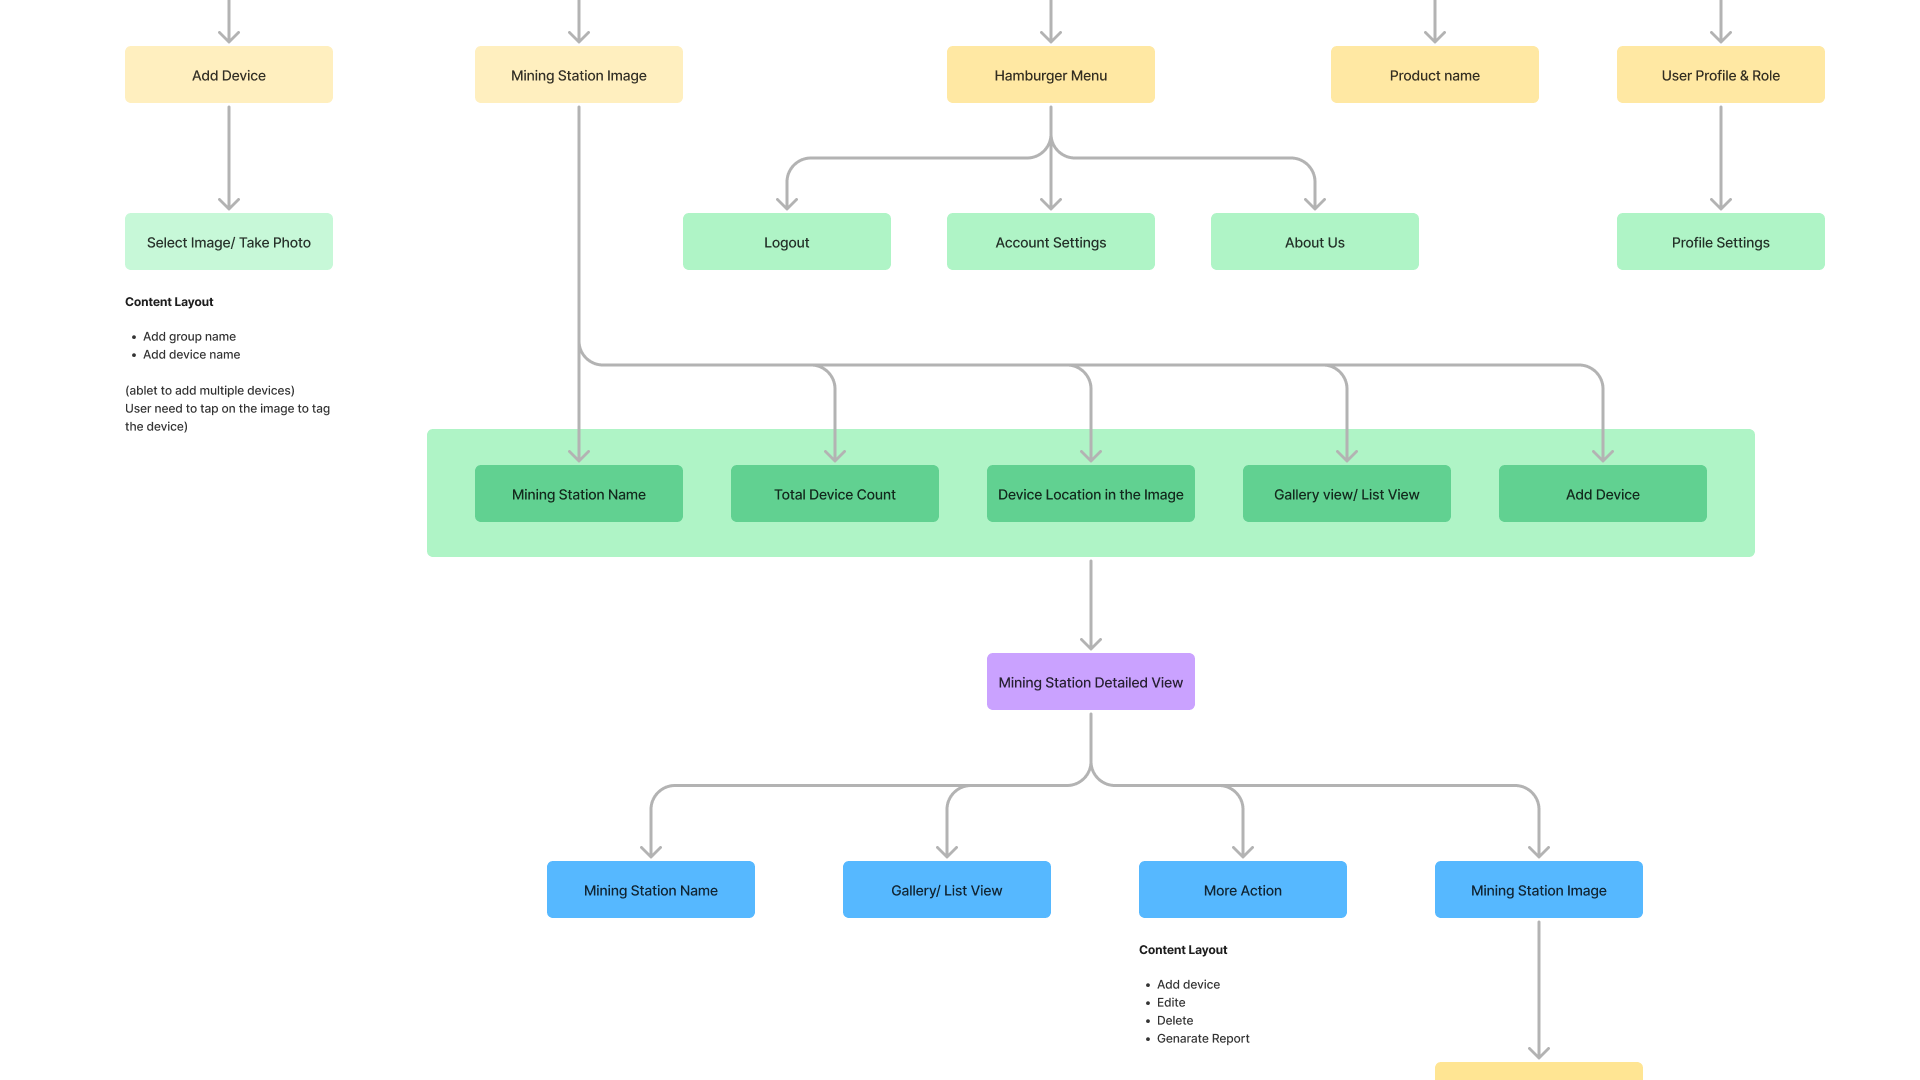 Add Device
Mining Station Image
Hamburger Menu
Product name
User Profile & Role
Select Image/ Take Photo
Logout
Account Settings
About Us
Profile Settings
Content Layout
• Add group name
• Add device name
(ablet to add multiple devices)
User need to tap on the image to tag
the device)
Mining Station Name
Total Device Count
Device Location in the Image
Gallery view/ List View
Add Device
Mining Station Detailed View
Mining Station Name
Gallery/ List View
More Action
Mining Station Image
Content Layout
• Add device
• Edite
• Delete
• Genarate Report